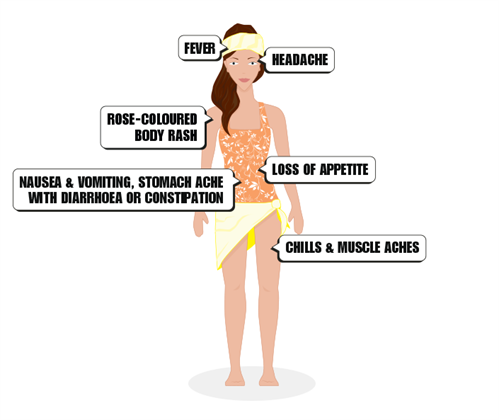 FEVER
HEADACHE
ROSE-COLOURED
BODY RASH
LOSS OF APPETITE
NAUSEA & VOMITING, STOMACH ACHE
WITH DIARRHOEA OR CONSTIPATION
CHILLS & MUSCLE ACHES